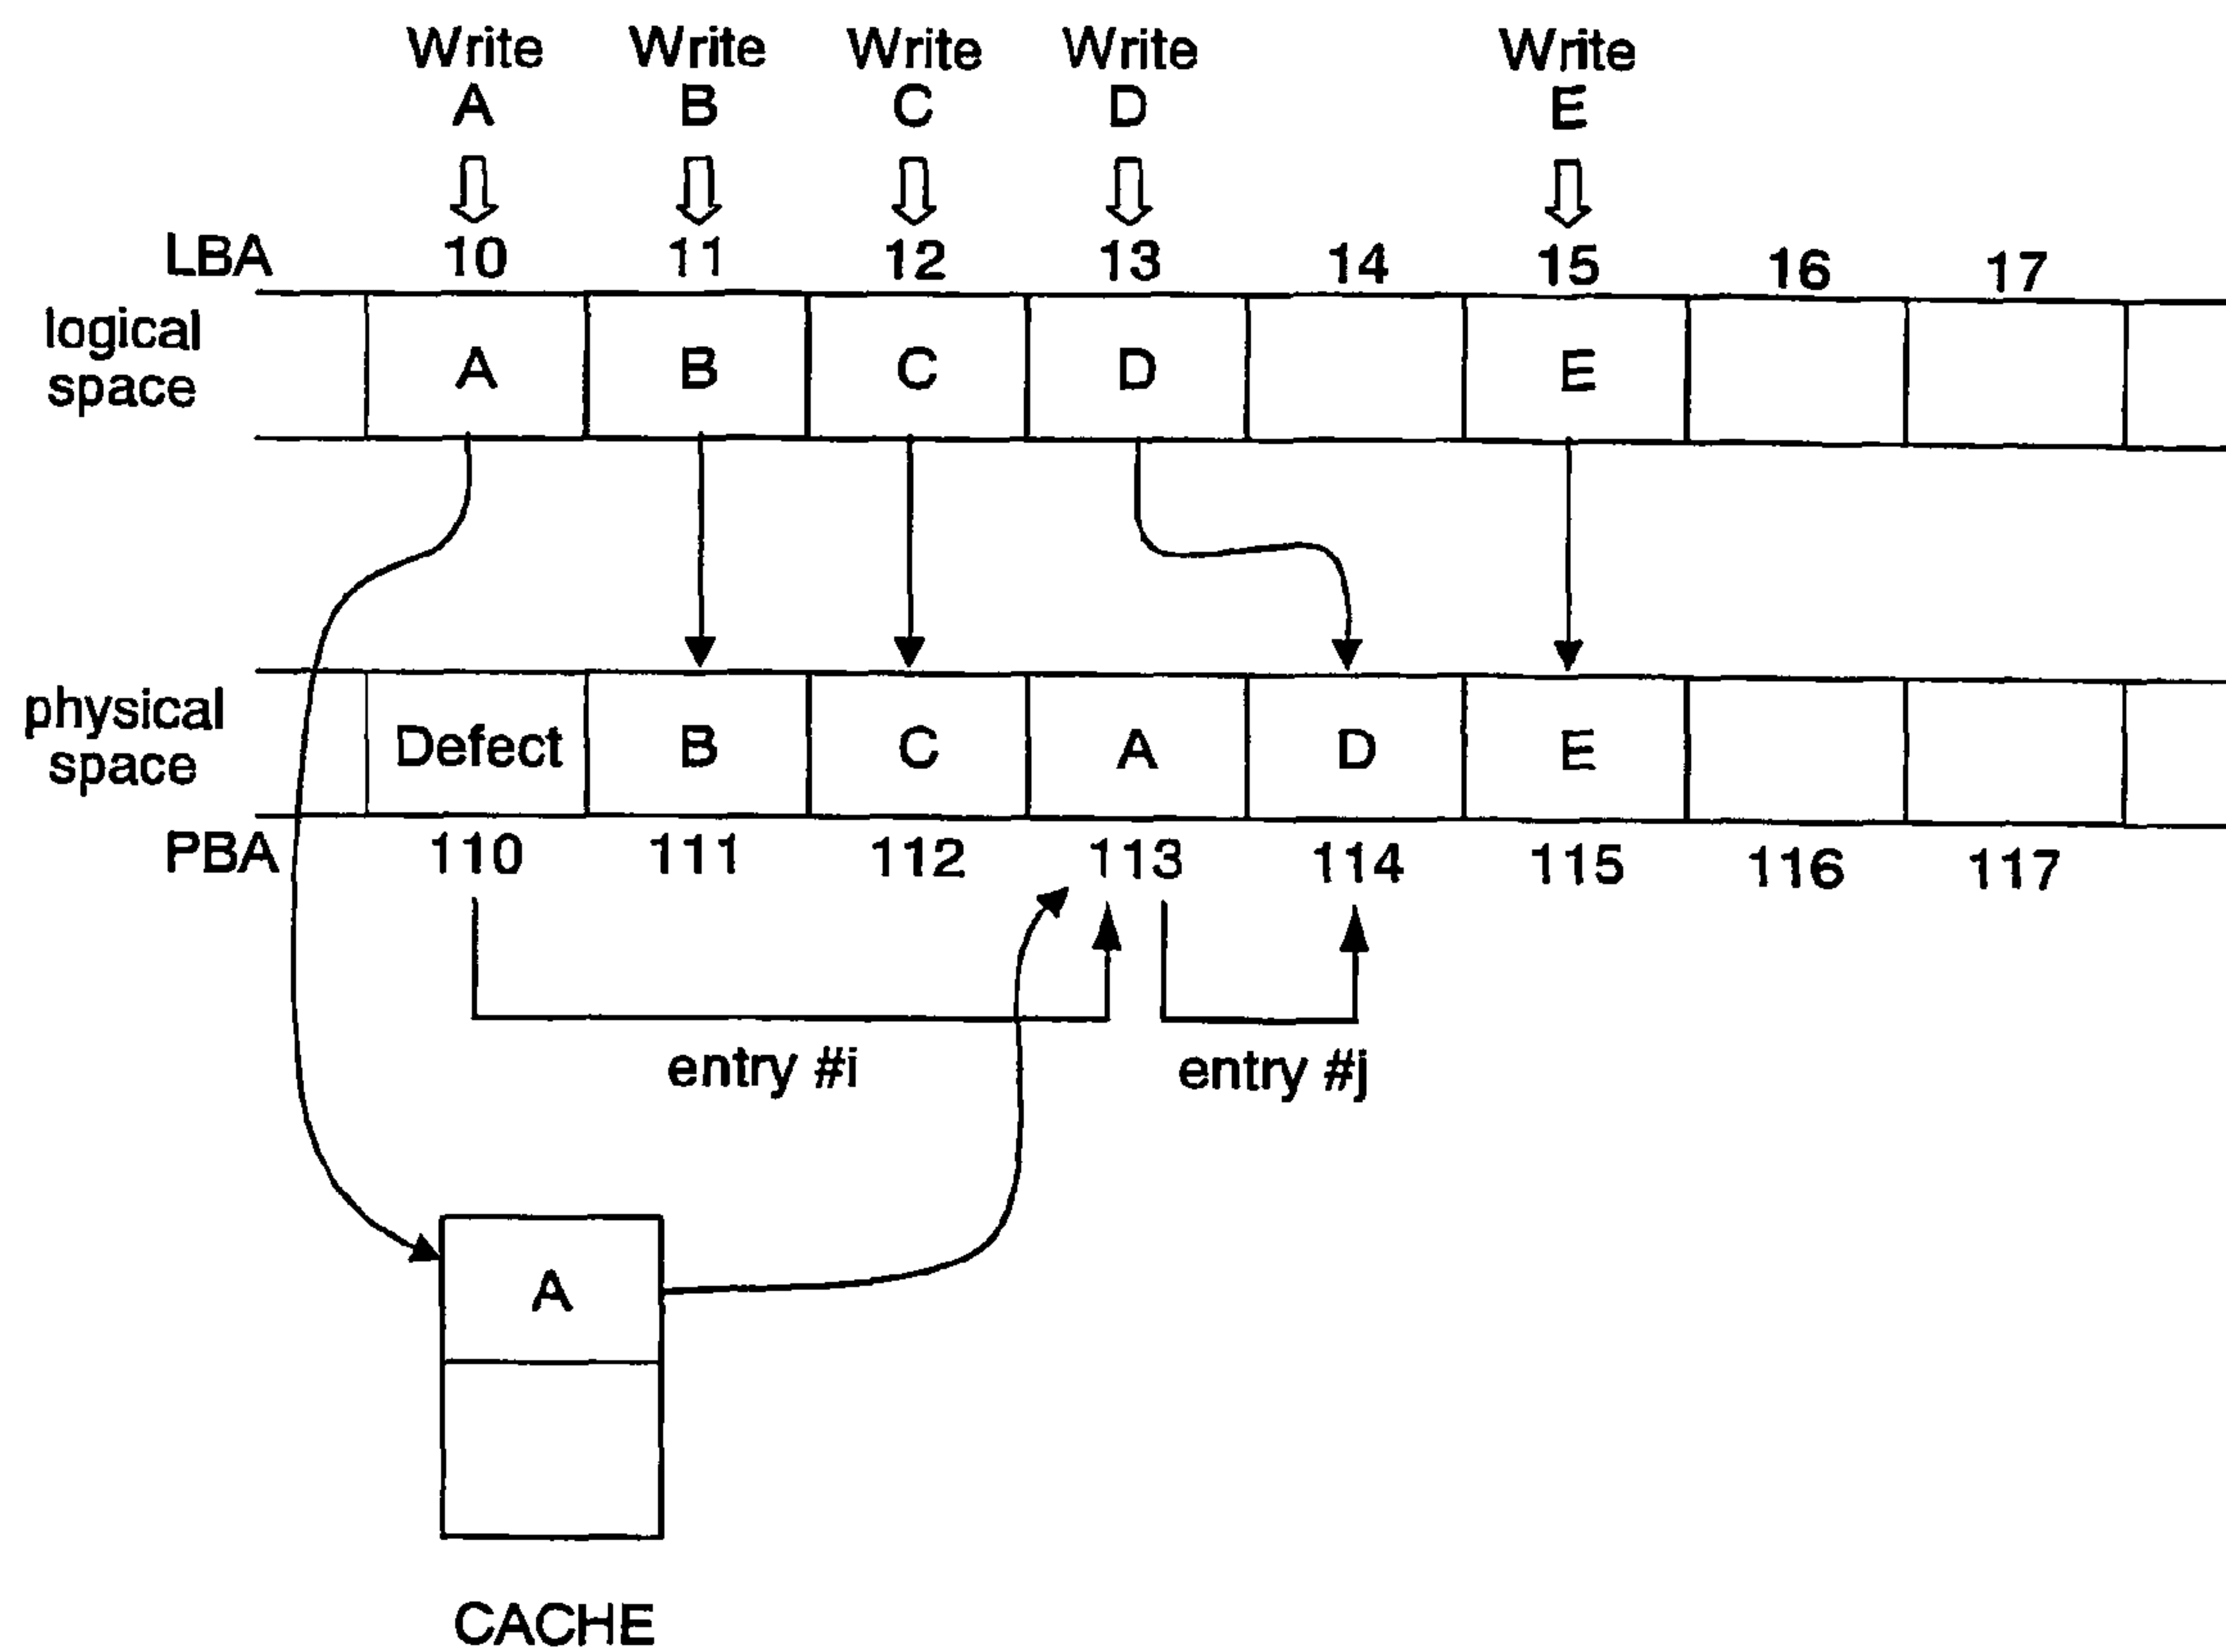 Write Write Write Write Write
A B C D E
LBA 10 11 12 13 14 15 16 17
logical
space
A B C D E
physical
space
Defect B C A D E
PBA 110 111 112 113 114 115 116 117
entry #i entry #j
A
CACHE